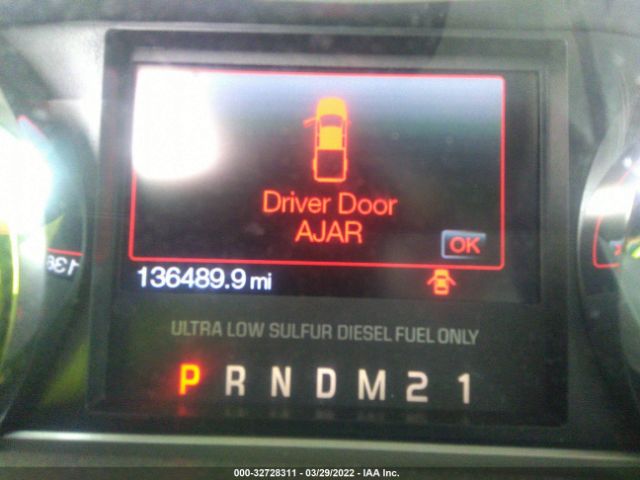 Driver Door
AJAR
OK
136489.9 mi
ULTRA LOW SULFUR DIESEL FUEL ONLY
P R N D M 2 1
000-32728311 - 03/29/2022 - IAA Inc.